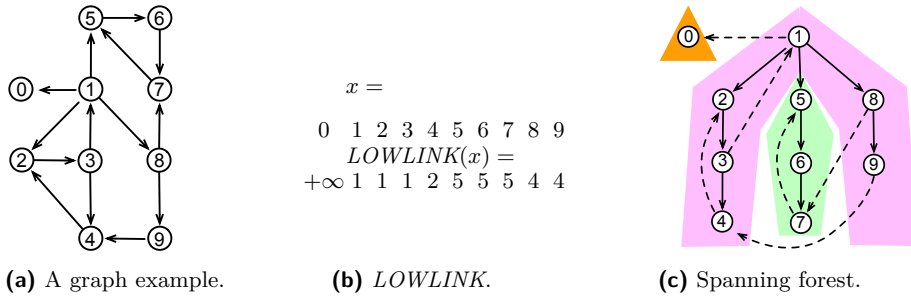 5 6
0 1 7
2 3 8
4 9
(a) A graph example.
x =
0 1 2 3 4 5 6 7 8 9
LOWLINK(x) =
+∞ 1 1 1 2 5 5 5 4 4
(b) LOWLINK.
0 1
2 5 8
3 6 9
4 7
(c) Spanning forest.